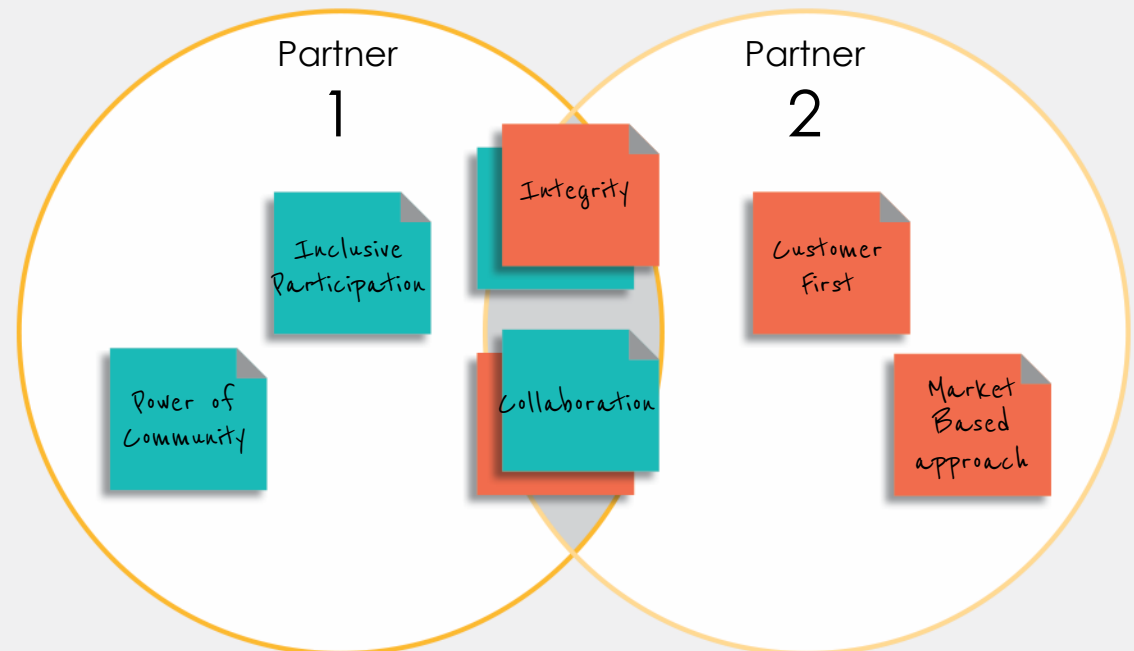 Partner
1
Partner
2
Integrity
Inclusive
Participation
Customer
First
Power of
Community
Collaboration
Market
Based
approach